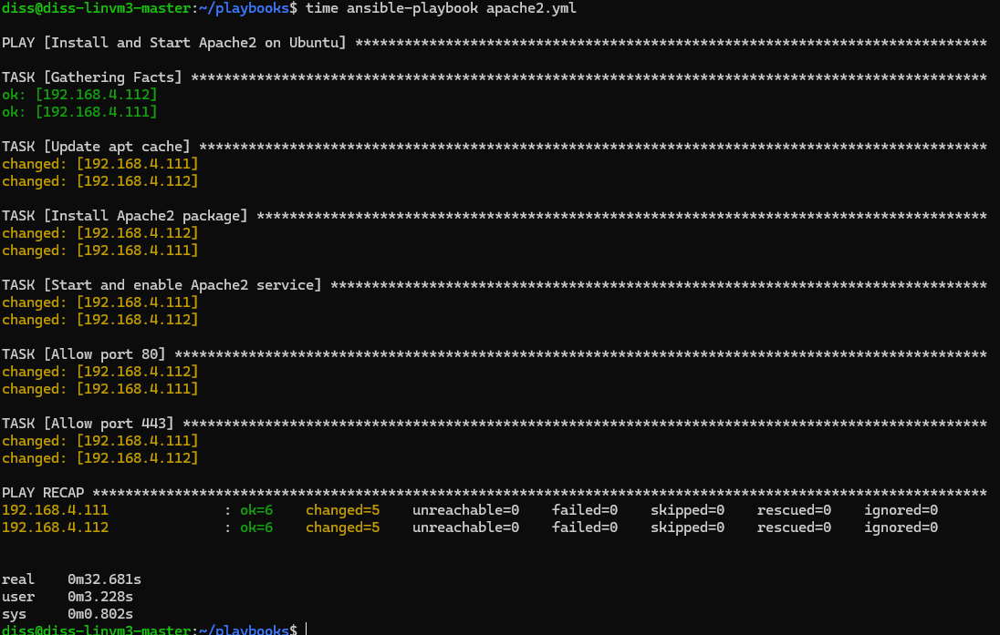 diss@diss-linvm3-master:~/playbooks$ time ansible-playbook apache2.yml
PLAY [Install and Start Apache2 on Ubuntu] *****************************************************************************
TASK [Gathering Facts] *************************************************************************************************
ok: [192.168.4.112]
ok: [192.168.4.111]
TASK [Update apt cache] ************************************************************************************************
changed: [192.168.4.111]
changed: [192.168.4.112]
TASK [Install Apache2 package] *****************************************************************************************
changed: [192.168.4.112]
changed: [192.168.4.111]
TASK [Start and enable Apache2 service] ********************************************************************************
changed: [192.168.4.111]
changed: [192.168.4.112]
TASK [Allow port 80] ***************************************************************************************************
changed: [192.168.4.112]
changed: [192.168.4.111]
TASK [Allow port 443] **************************************************************************************************
changed: [192.168.4.111]
changed: [192.168.4.112]
PLAY RECAP *************************************************************************************************************
192.168.4.111              : ok=6    changed=5    unreachable=0    failed=0    skipped=0    rescued=0    ignored=0
192.168.4.112              : ok=6    changed=5    unreachable=0    failed=0    skipped=0    rescued=0    ignored=0
real    0m32.681s
user    0m3.228s
sys     0m0.802s
diss@diss-linvm3-master:~/playbooks$